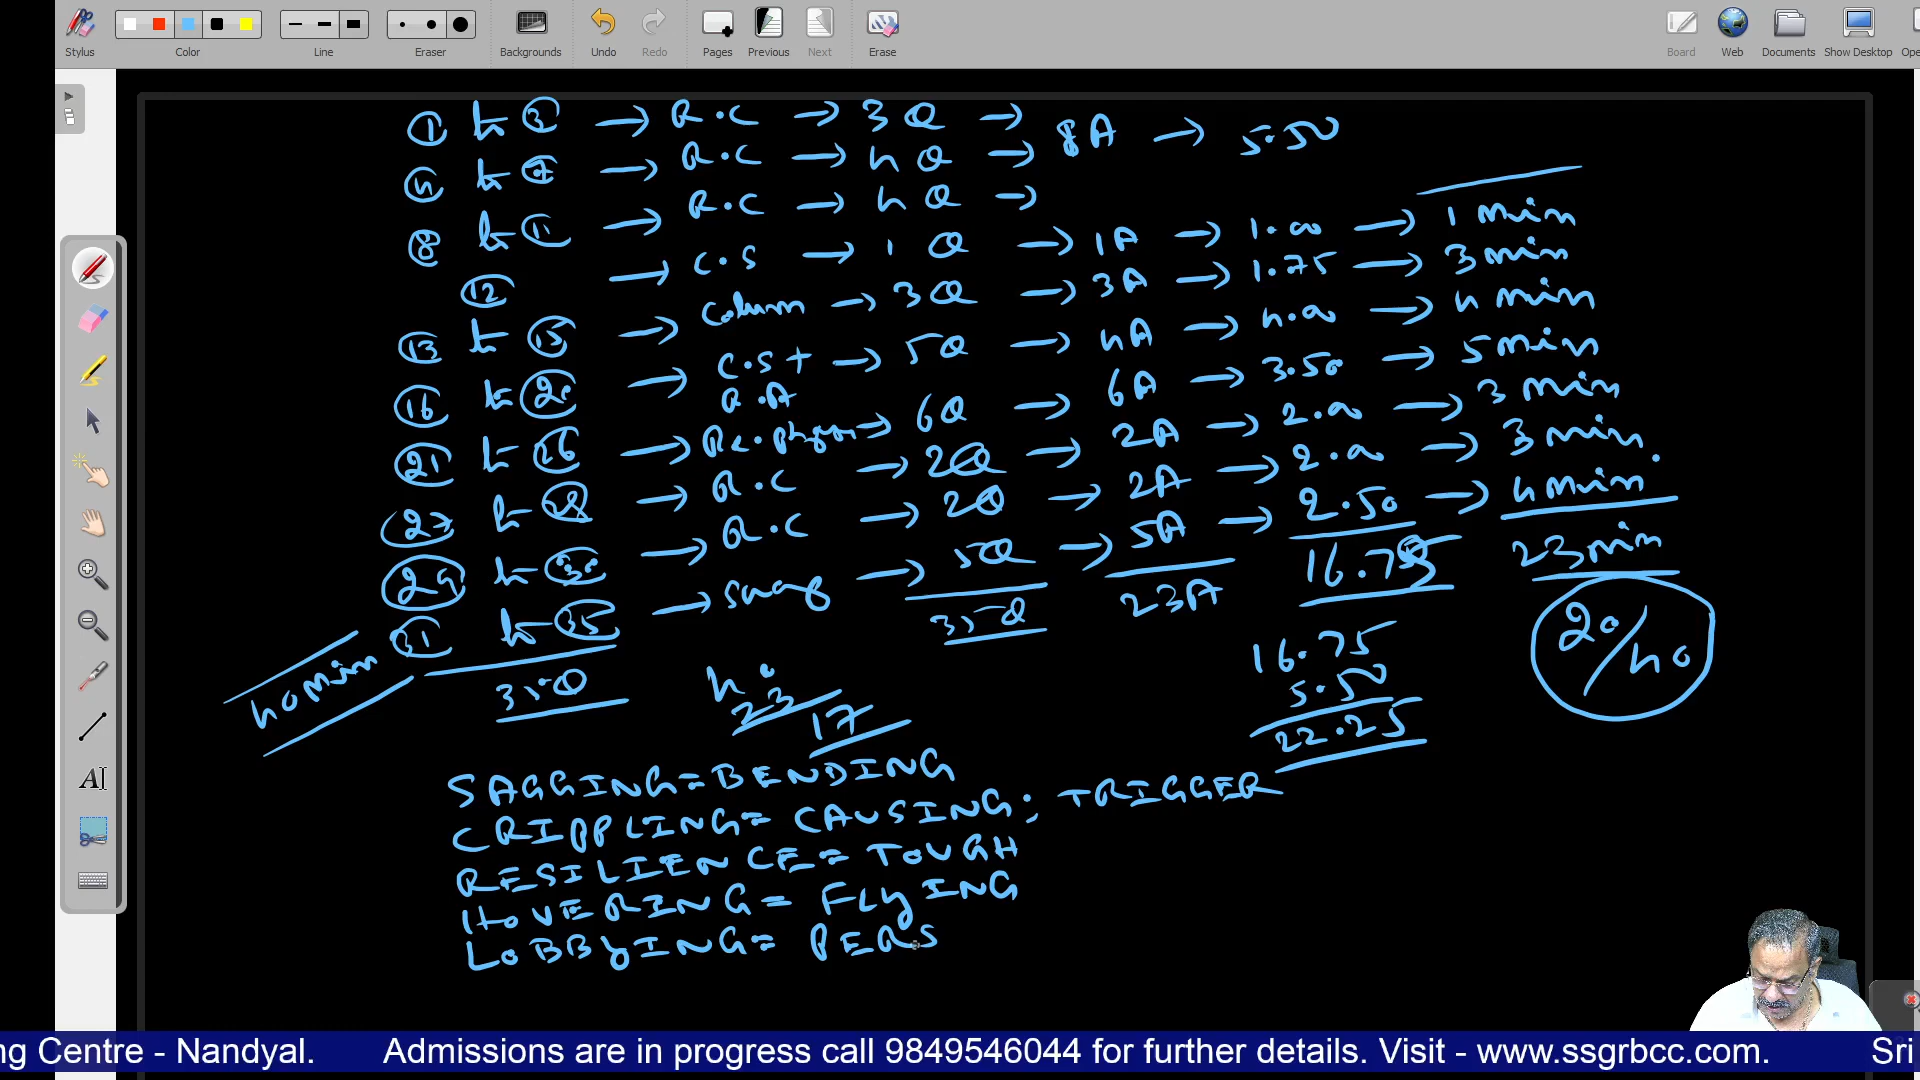 Stylus Color Line Eraser Backgrounds Undo Redo Pages Previous Next Erase Board Web Documents Show Desktop Ope
1 to 3 → R.C → 3Q →
4 to 7 → R.C → 4Q → 8A → 5.50
8 to 11 → R.C → 4Q →
12 → C.S → 1Q → 1A → 1.00 → 1 min
13 to 15 → Column → 3Q → 3A → 1.75 → 3 min
16 to 20 → C.S + R.A → 5Q → 4A → 4.00 → 4 min
21 to 26 → Re.phrase → 6Q → 6A → 3.50 → 5 min
27 to 28 → R.C → 2Q → 2A → 2.00 → 3 min
29 to 30 → R.C → 2Q → 2A → 2.00 → 3 min.
31 to 35 → swap → 5Q → 5A → 2.50 → 4 min
35Q 35Q 23A 16.75 23 min
40 min
40
23
17
16.75
5.50
22.25
20/40
SAGGING = BENDING
CRIPPLING = CAUSING; TRIGGER
RESILIENCE = TOUGH
HOVERING = FLYING
LOBBYING = PERS
ng Centre - Nandyal. Admissions are in progress call 9849546044 for further details. Visit - www.ssgrbcc.com. Sri